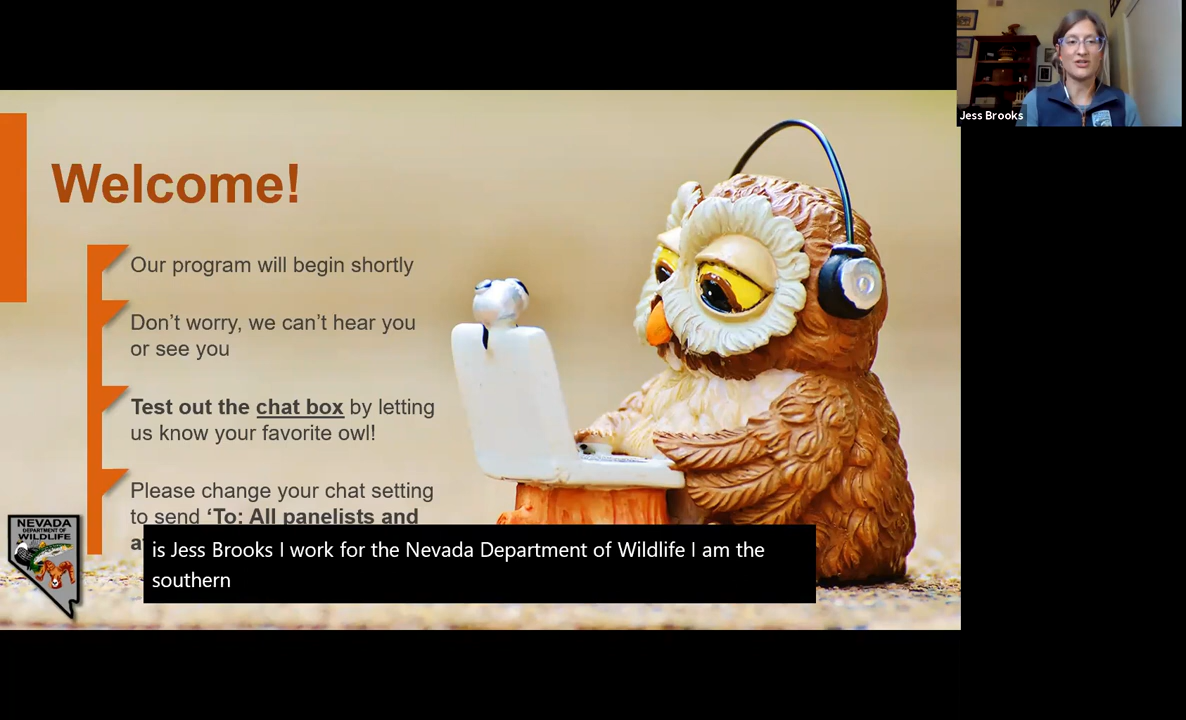 Jess Brooks
Welcome!
Our program will begin shortly
Don’t worry, we can’t hear you
or see you
Test out the chat box by letting
us know your favorite owl!
Please change your chat setting
to send ‘To: All panelists and
NEVADA
DEPARTMENT OF
WILDLIFE
is Jess Brooks I work for the Nevada Department of Wildlife I am the
southern